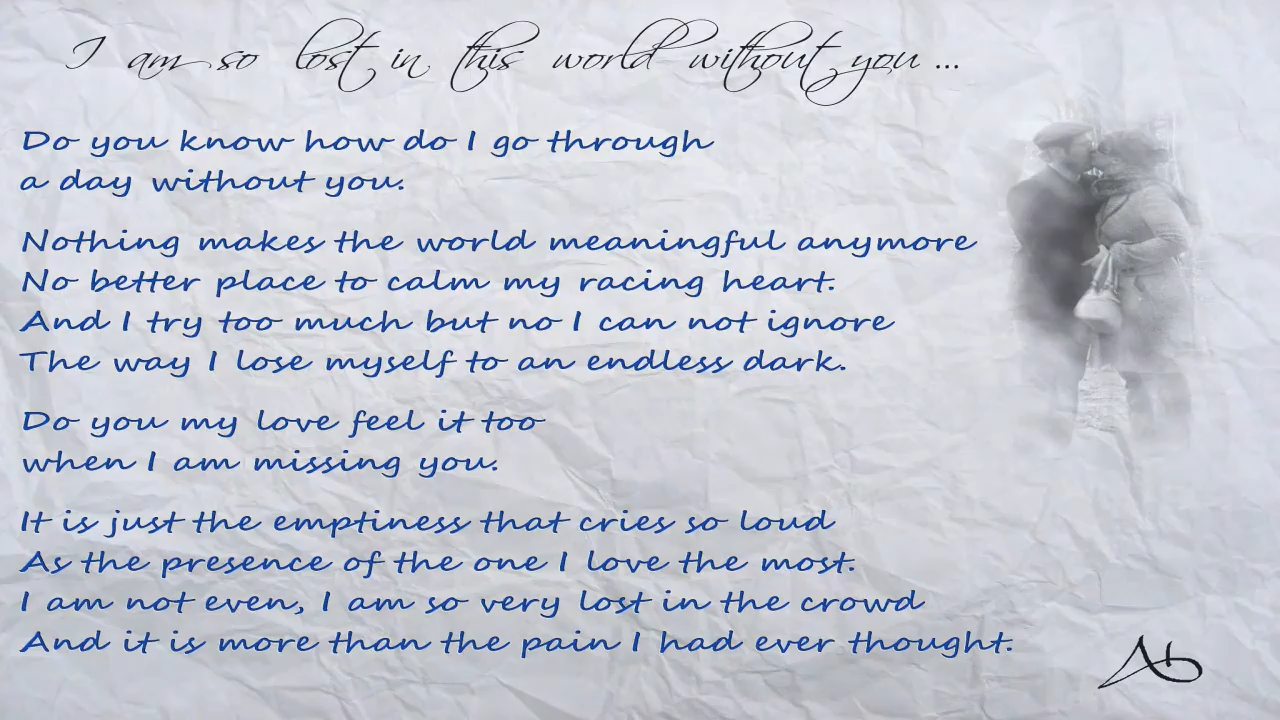 I am so lost in this world without you ...
Do you know how do I go through
a day without you.
Nothing makes the world meaningful anymore
No better place to calm my racing heart.
And I try too much but no I can not ignore
The way I lose myself to an endless dark.
Do you my love feel it too
when I am missing you.
It is just the emptiness that cries so loud
As the presence of the one I love the most.
I am not even, I am so very lost in the crowd
And it is more than the pain I had ever thought.